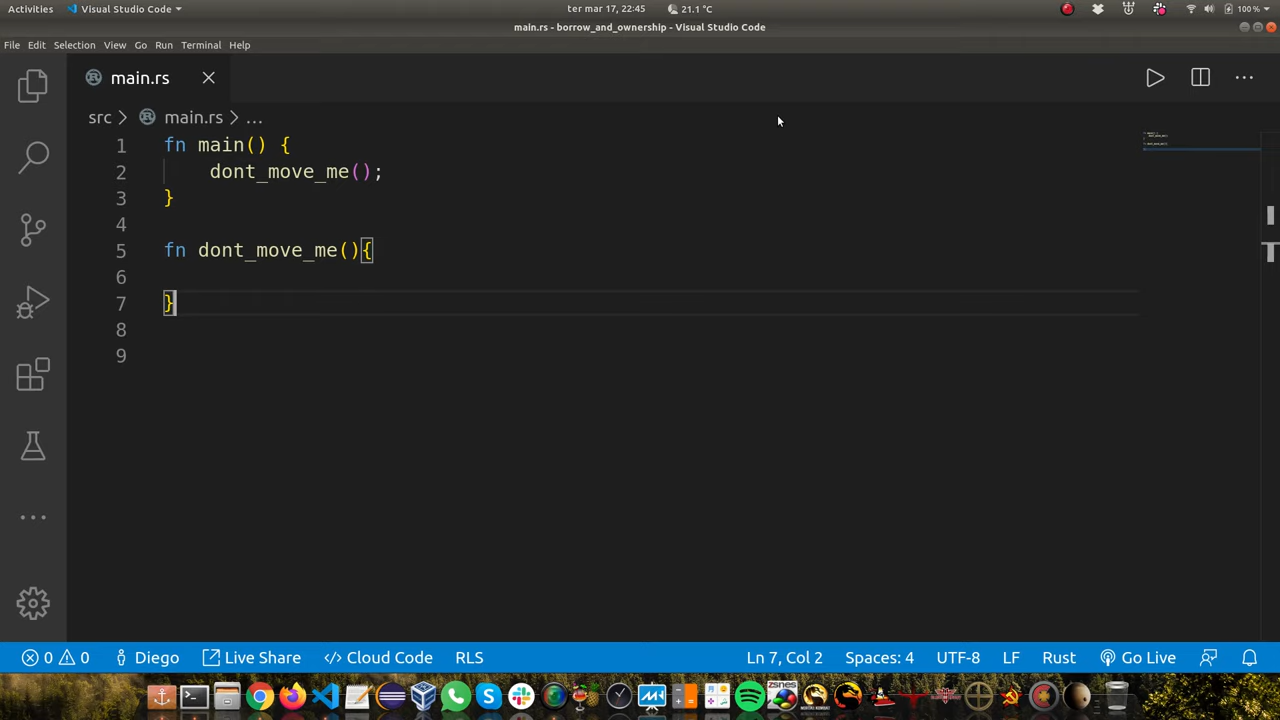 Activities Visual Studio Code ter mar 17, 22:45 21.1 °C 100 %
main.rs - borrow_and_ownership - Visual Studio Code
File Edit Selection View Go Run Terminal Help
main.rs
src > main.rs > ...
1 fn main() {
2     dont_move_me();
3 }
4
5 fn dont_move_me(){
6
7 }
8
9
0 0 Diego Live Share Cloud Code RLS Ln 7, Col 2 Spaces: 4 UTF-8 LF Rust Go Live